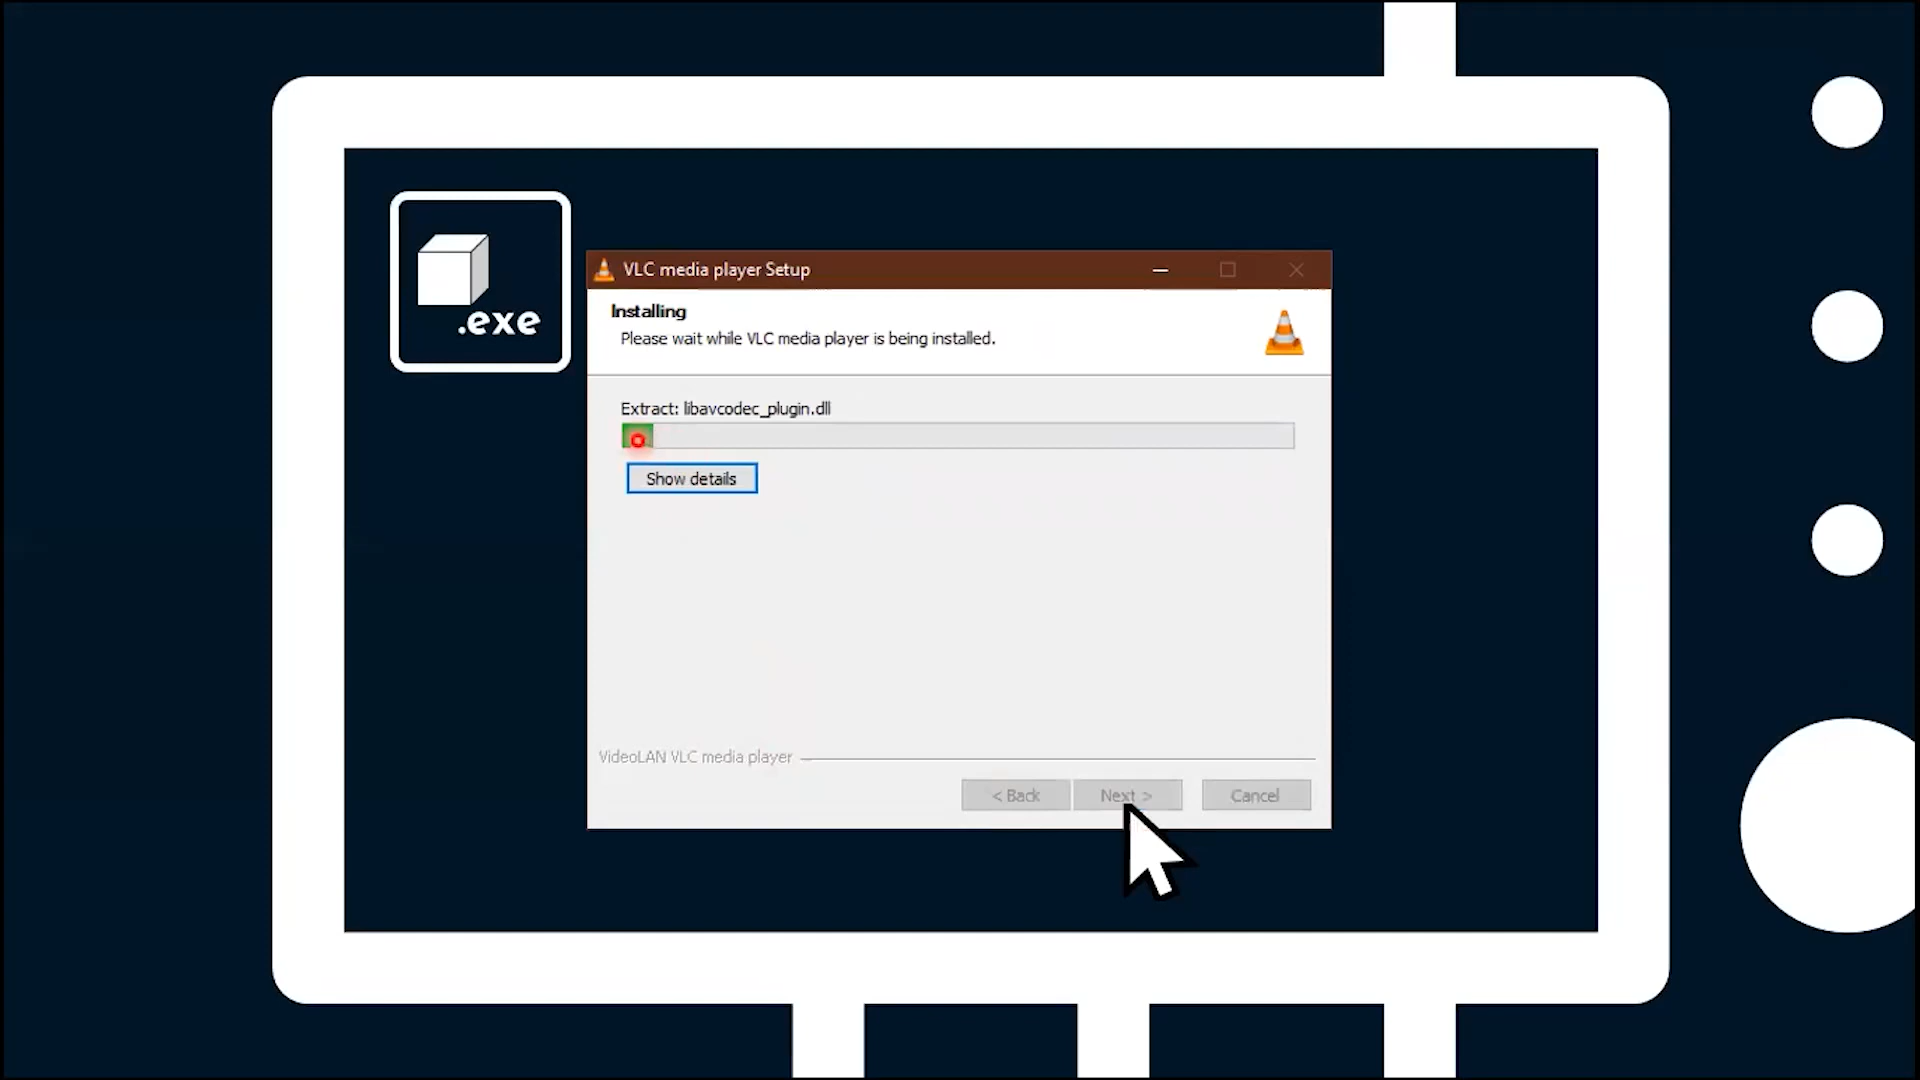 .exe
VLC media player Setup
Installing
Please wait while VLC media player is being installed.
Extract: libavcodec_plugin.dll
Show details
VideoLAN VLC media player
< Back
Next >
Cancel